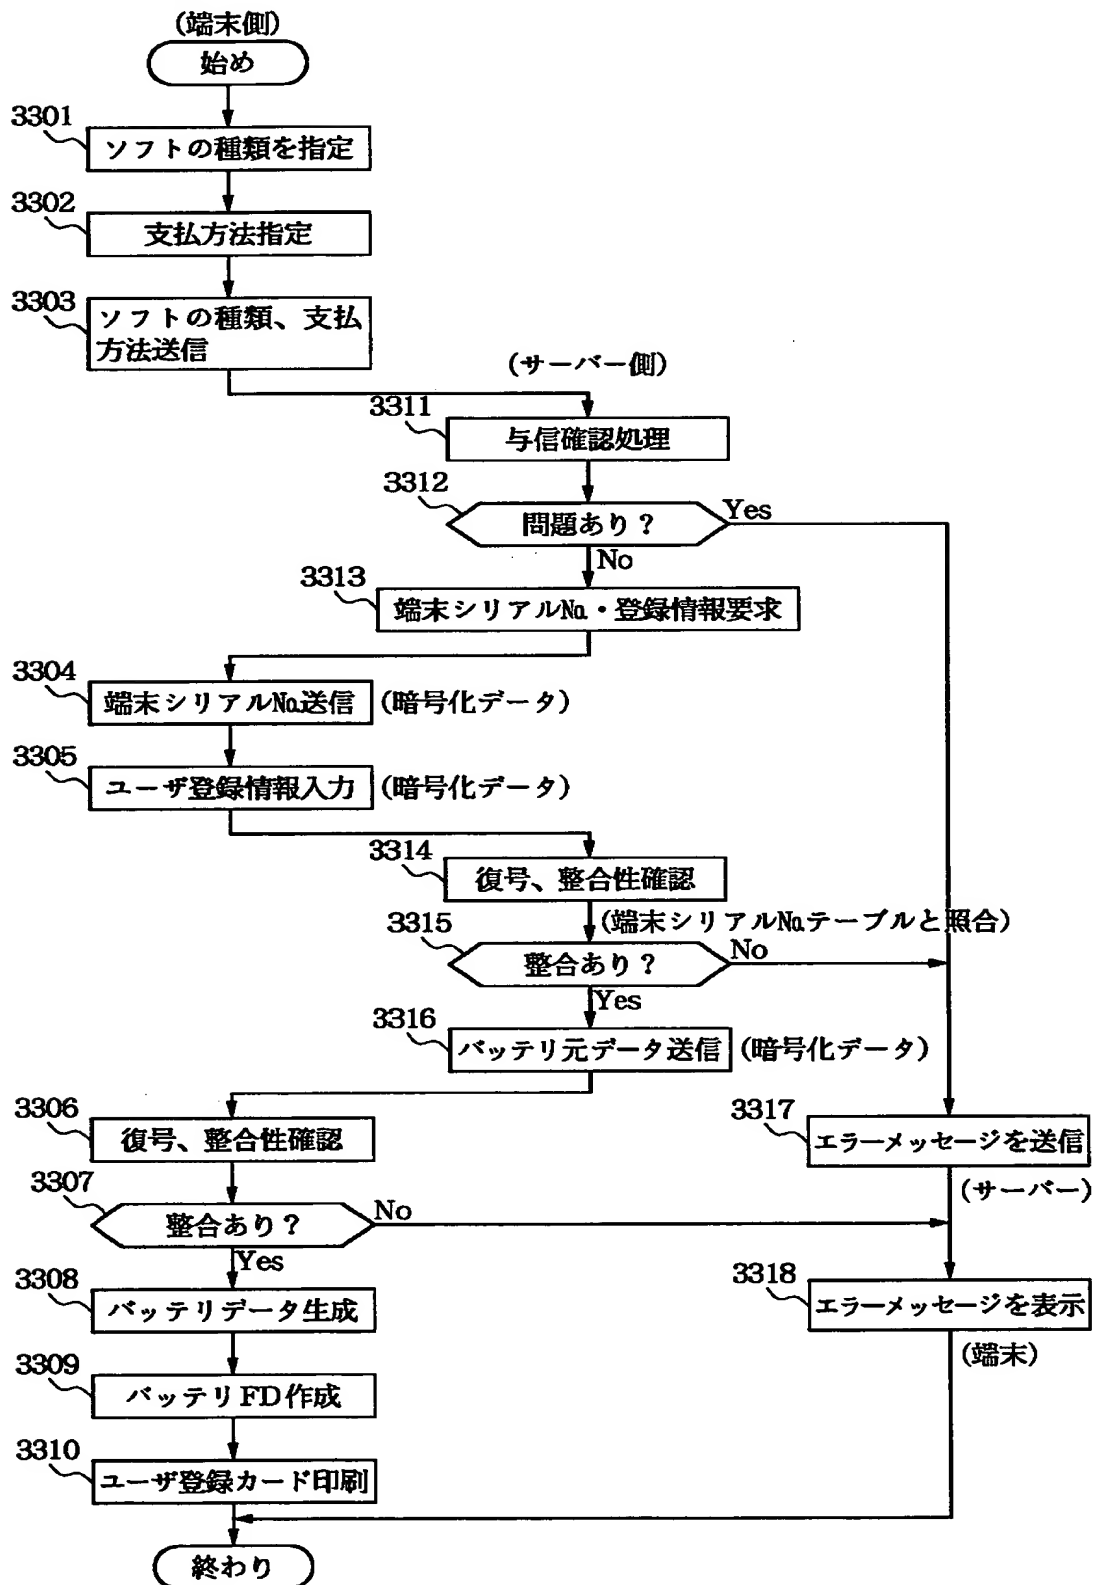 (端末側)
始め
3301
ソフトの種類を指定
3302
支払方法指定
3303
ソフトの種類、支払
方法送信
(サーバー側)
3311
与信確認処理
3312
問題あり?
Yes
No
3313
端末シリアル№・登録情報要求
3304
端末シリアル№送信
(暗号化データ)
3305
ユーザ登録情報入力
(暗号化データ)
3314
復号、整合性確認
(端末シリアル№テーブルと照合)
3315
整合あり?
No
Yes
3316
バッテリ元データ送信
(暗号化データ)
3306
復号、整合性確認
3317
エラーメッセージを送信
(サーバー)
3307
整合あり?
No
Yes
3308
バッテリデータ生成
3318
エラーメッセージを表示
(端末)
3309
バッテリFD作成
3310
ユーザ登録カード印刷
終わり